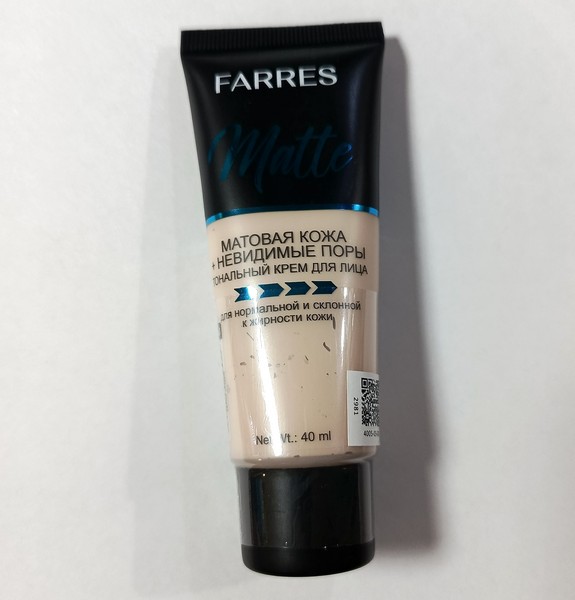 FARRES
Matte
МАТОВАЯ КОЖА
+ НЕВИДИМЫЕ ПОРЫ
ТОНАЛЬНЫЙ КРЕМ ДЛЯ ЛИЦА
для нормальной и склонной
к жирности кожи
Net Wt.: 40 ml
2981